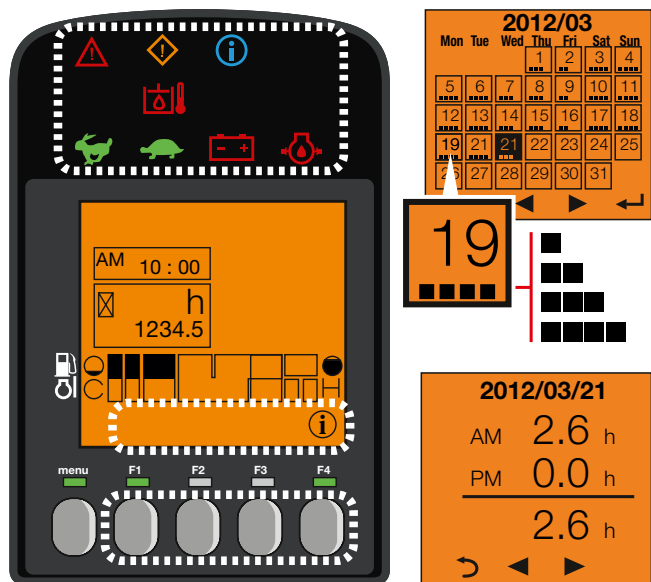 AM 10 : 00
h
1234.5
C H
i
menu F1 F2 F3 F4
2012/03
Mon Tue Wed Thu Fri Sat Sun
1 2 3 4
5 6 7 8 9 10 11
12 13 14 15 16 17 18
19 21 21 22 23 24 25
26 27 28 29 30 31
19
2012/03/21
AM 2.6 h
PM 0.0 h
2.6 h